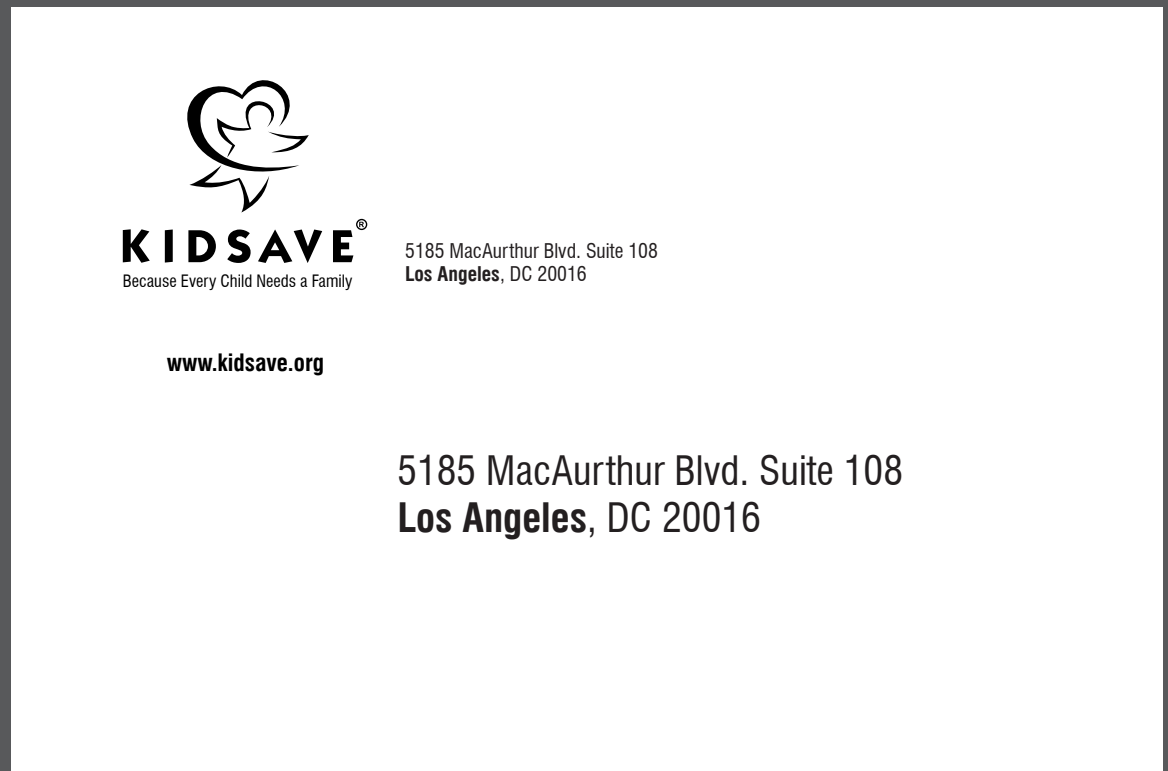 KIDSAVE®
Because Every Child Needs a Family
5185 MacAurthur Blvd. Suite 108
Los Angeles, DC 20016
www.kidsave.org
5185 MacAurthur Blvd. Suite 108
Los Angeles, DC 20016